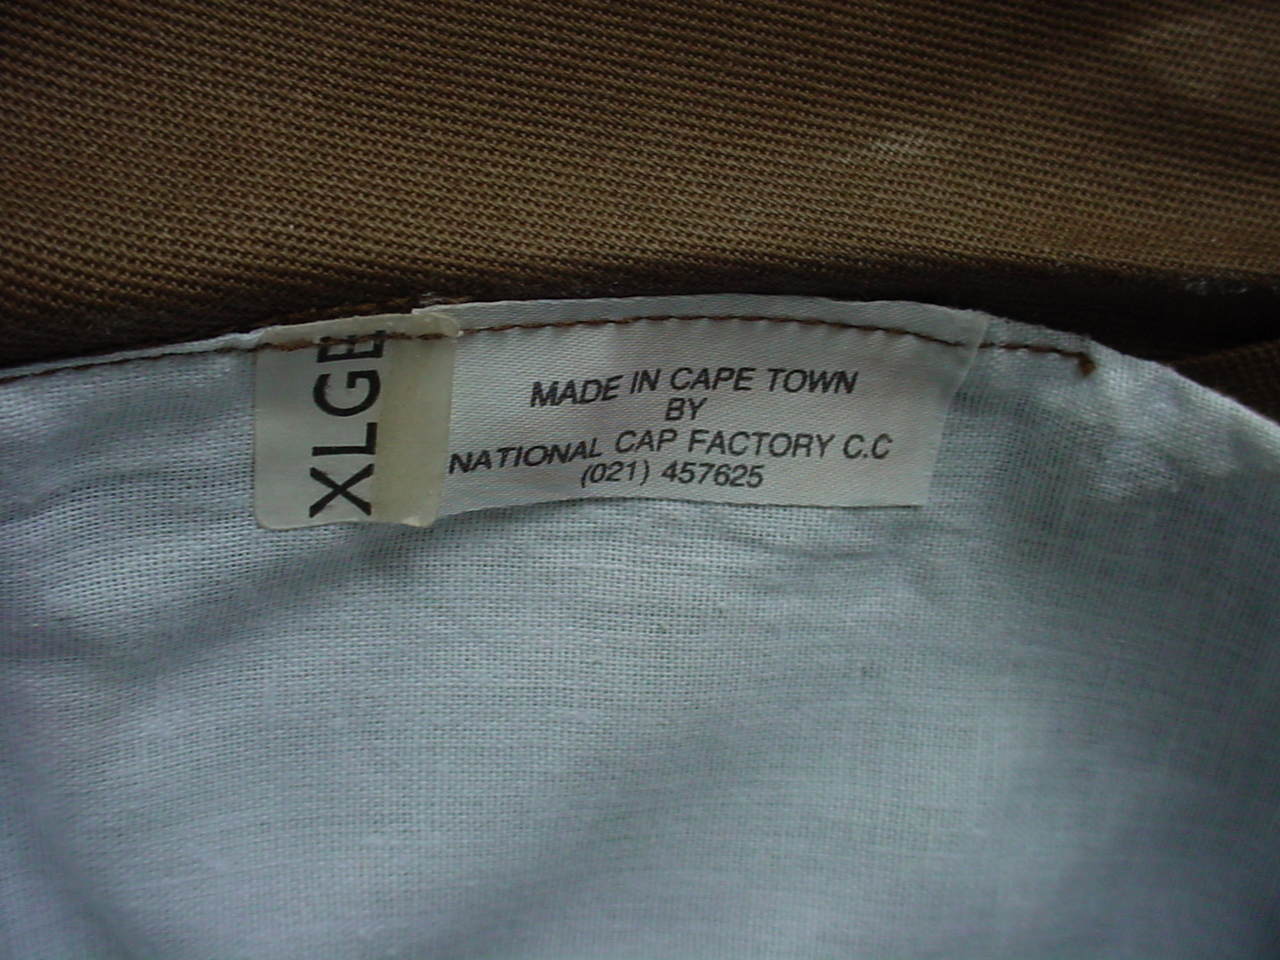 XLGE
MADE IN CAPE TOWN
BY
NATIONAL CAP FACTORY C.C
(021) 457625